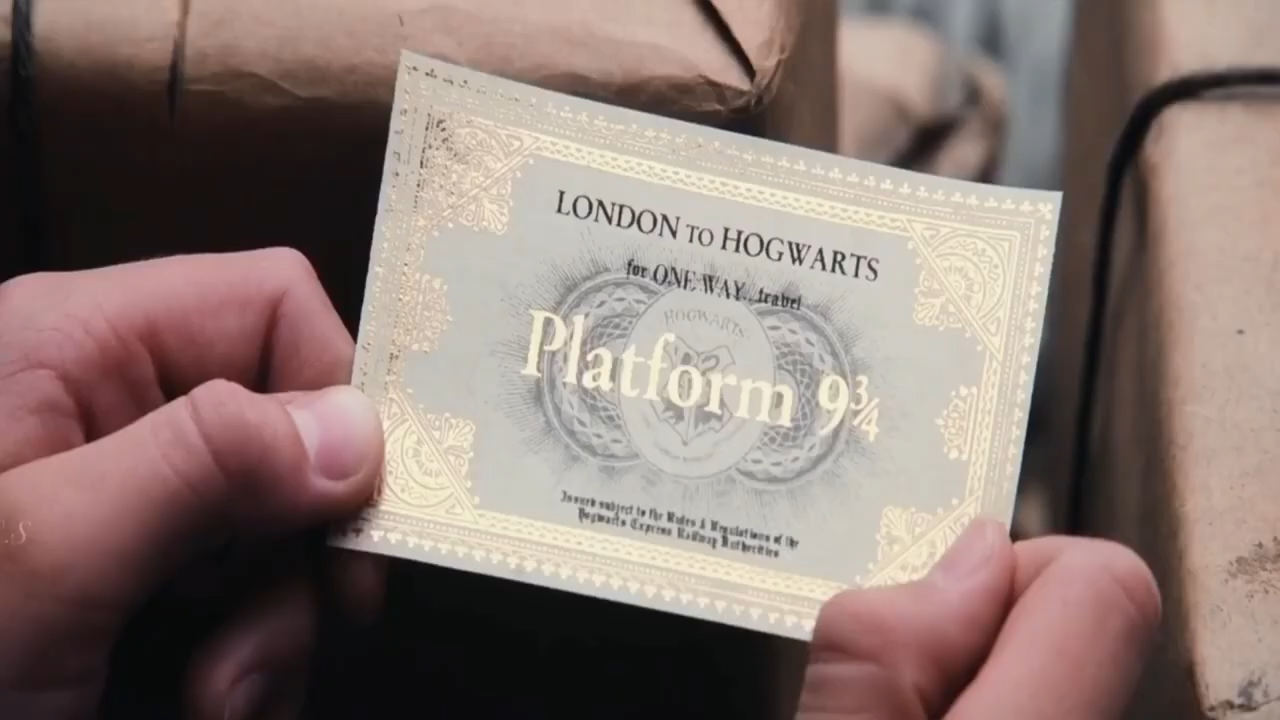 LONDON TO HOGWARTS
for ONE WAY...travel
HOGWARTS
Platform 9¾
Issued subject to the Rules & Regulations of the
Hogwarts Express Railway Authorities